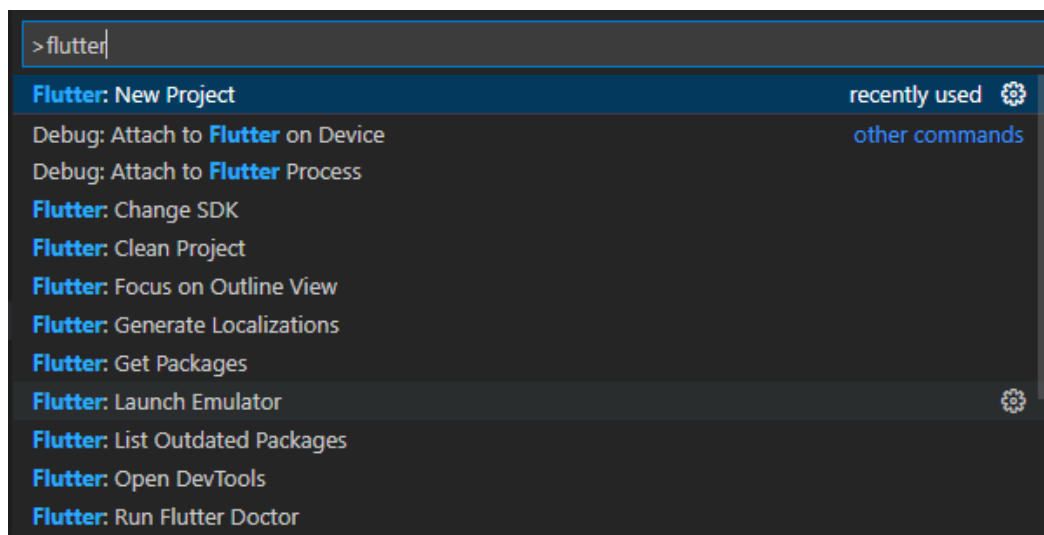 >flutter
Flutter: New Project recently used
Debug: Attach to Flutter on Device other commands
Debug: Attach to Flutter Process
Flutter: Change SDK
Flutter: Clean Project
Flutter: Focus on Outline View
Flutter: Generate Localizations
Flutter: Get Packages
Flutter: Launch Emulator
Flutter: List Outdated Packages
Flutter: Open DevTools
Flutter: Run Flutter Doctor